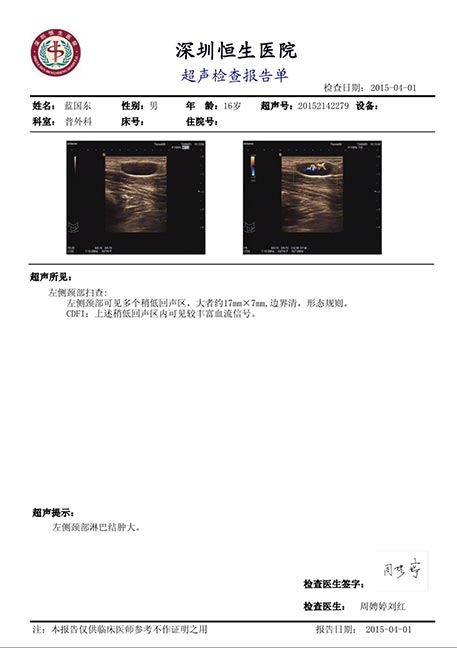 深圳恒生医院
超声检查报告单
检查日期：2015-04-01
姓名： 蓝国东 性别：男 年 龄：16岁 超声号：20152142279 设备：
科室： 普外科 床号： 住院号：
超声所见：
左侧颈部扫查：
左侧颈部可见多个稍低回声区，大者约17mm×7mm,边界清，形态规则。
CDFI：上述稍低回声区内可见较丰富血流信号。
超声提示：
左侧颈部淋巴结肿大。
检查医生签字：
检查医生： 周娉婷刘红
注：本报告仅供临床医师参考不作证明之用 报告日期： 2015-04-01